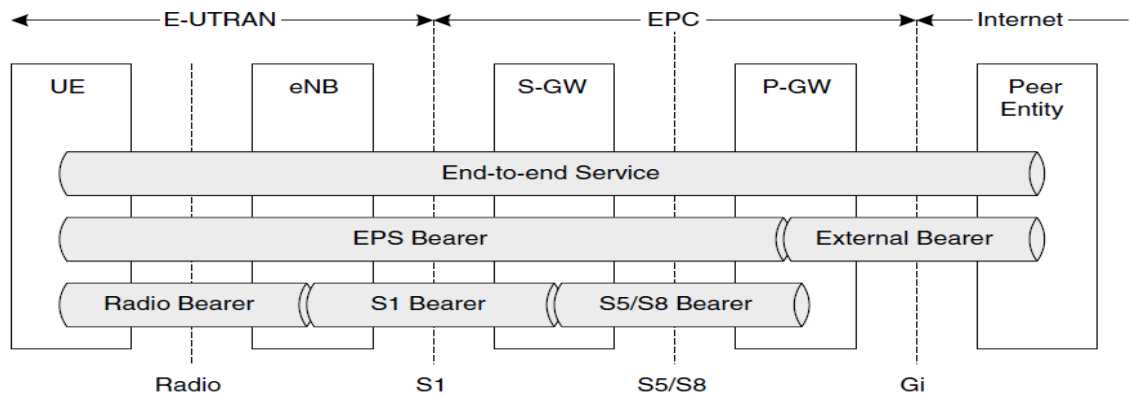 E-UTRAN EPC Internet
UE eNB S-GW P-GW Peer
Entity
End-to-end Service
EPS Bearer External Bearer
Radio Bearer S1 Bearer S5/S8 Bearer
Radio S1 S5/S8 Gi